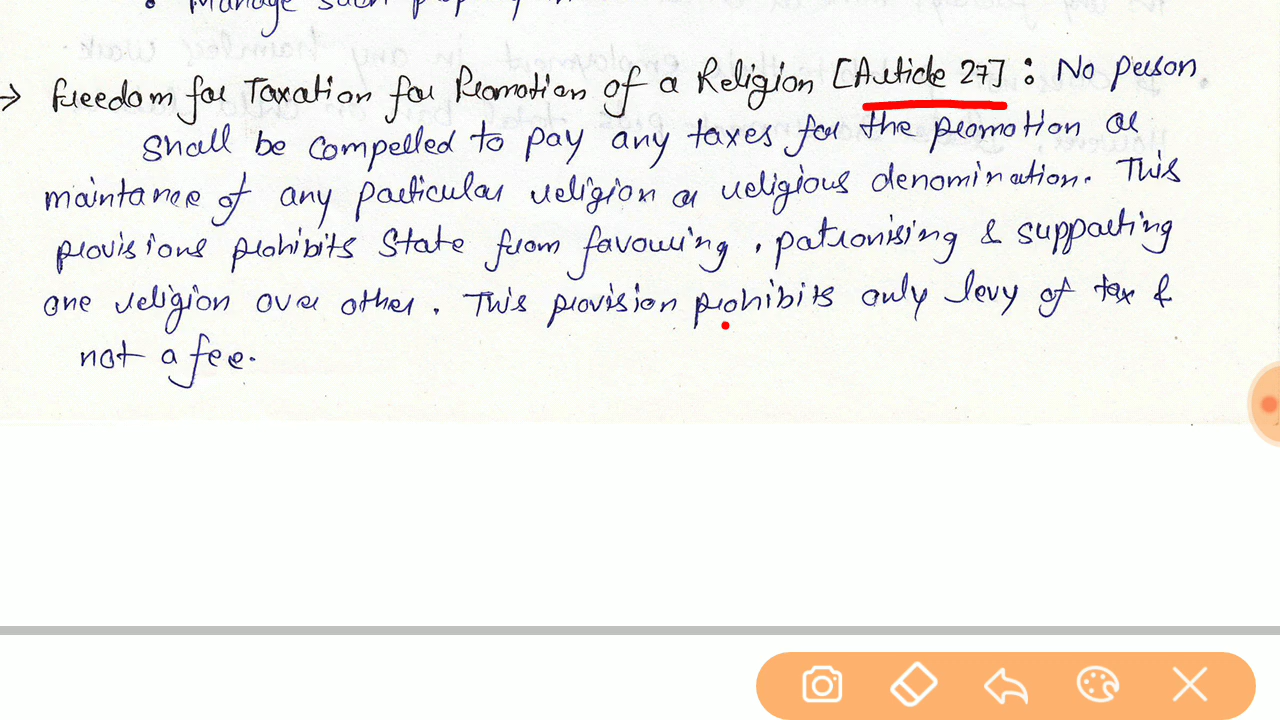 • Manage such
→ Freedom for Taxation for Promotion of a Religion [Article 27] : No person
Shall be compelled to pay any taxes for the promotion or
maintance of any particular religion or religious denomination. This
provisions prohibits State from favouring, patronising & supporting
one religion over other. This provision prohibits only levy of tax &
not a fee.